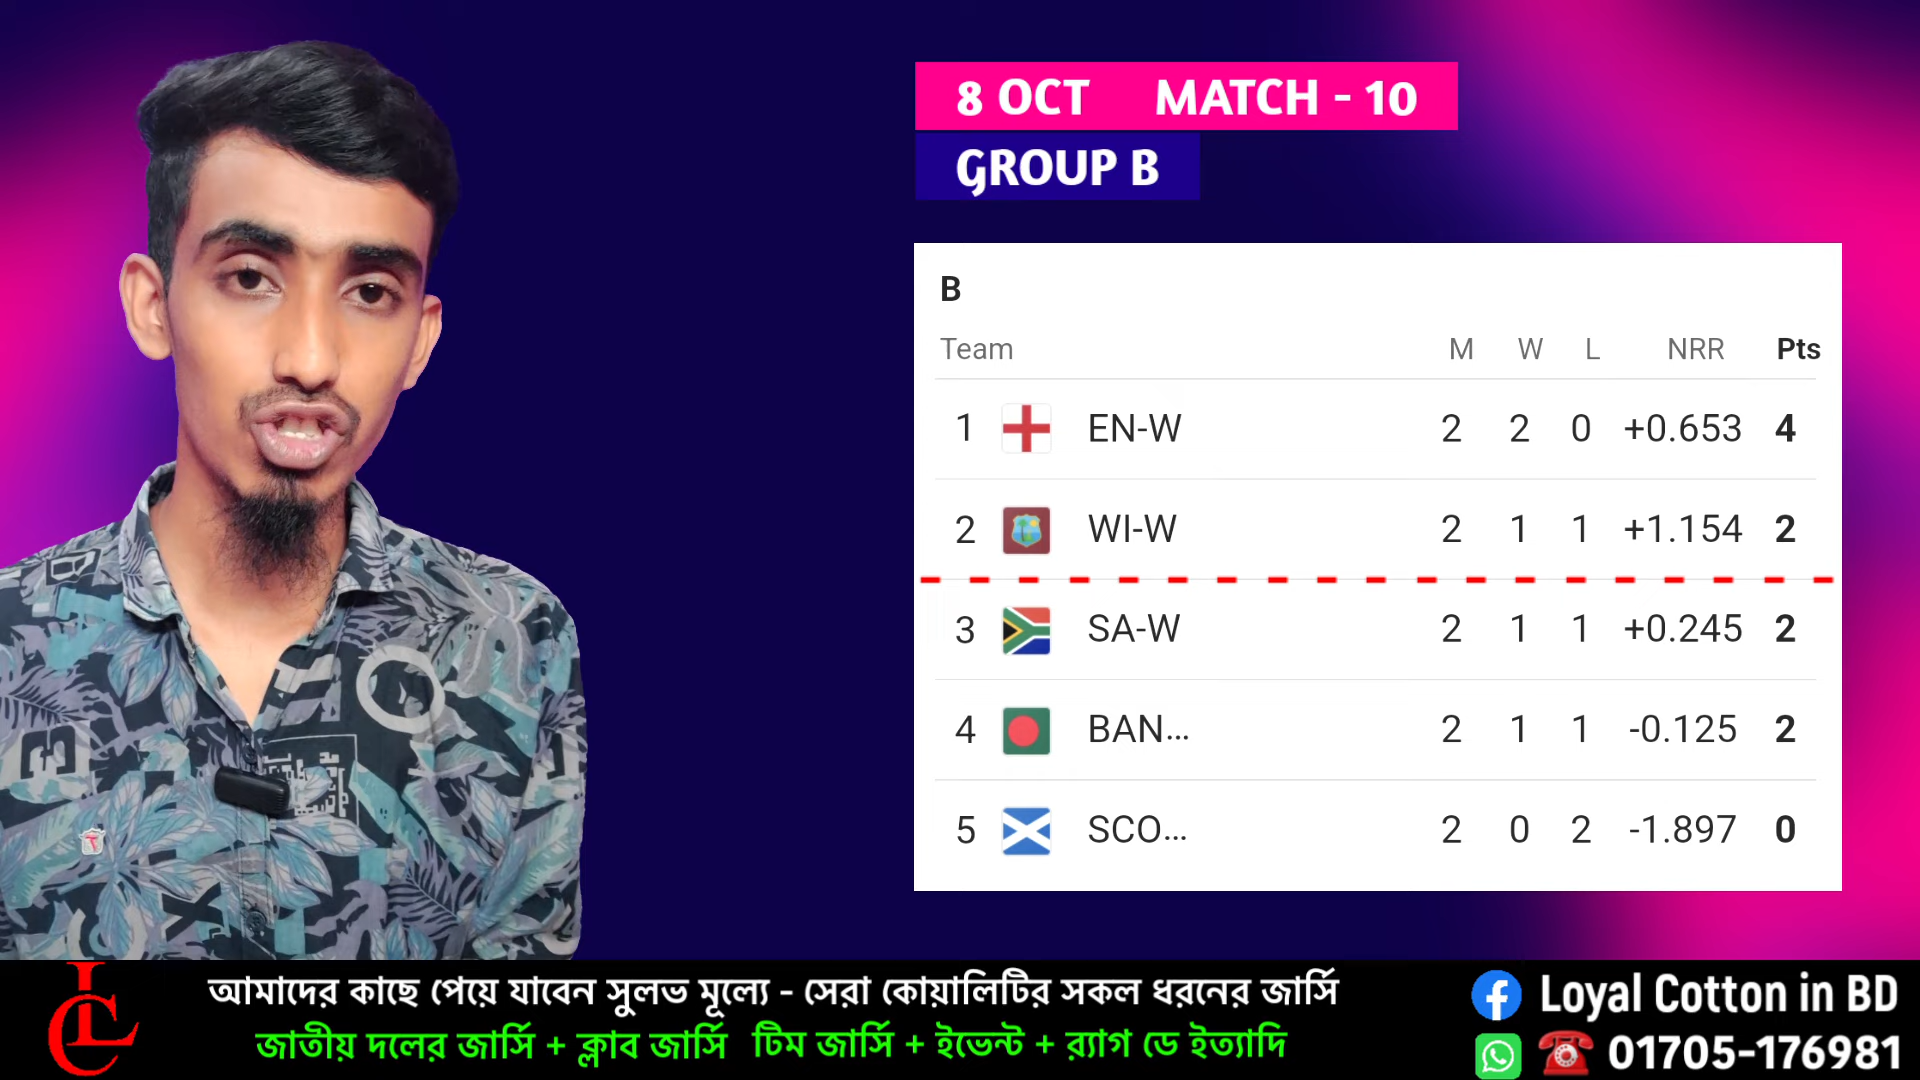 8 OCT MATCH - 10
GROUP B
B
Team M W L NRR Pts
1 EN-W 2 2 0 +0.653 4
2 WI-W 2 1 1 +1.154 2
3 SA-W 2 1 1 +0.245 2
4 BAN... 2 1 1 -0.125 2
5 SCO... 2 0 2 -1.897 0
LC
আমাদের কাছে পেয়ে যাবেন সুলভ মূল্যে - সেরা কোয়ালিটির সকল ধরনের জার্সি
জাতীয় দলের জার্সি + ক্লাব জার্সি টিম জার্সি + ইভেন্ট + র‍্যাগ ডে ইত্যাদি
Loyal Cotton in BD
01705-176981